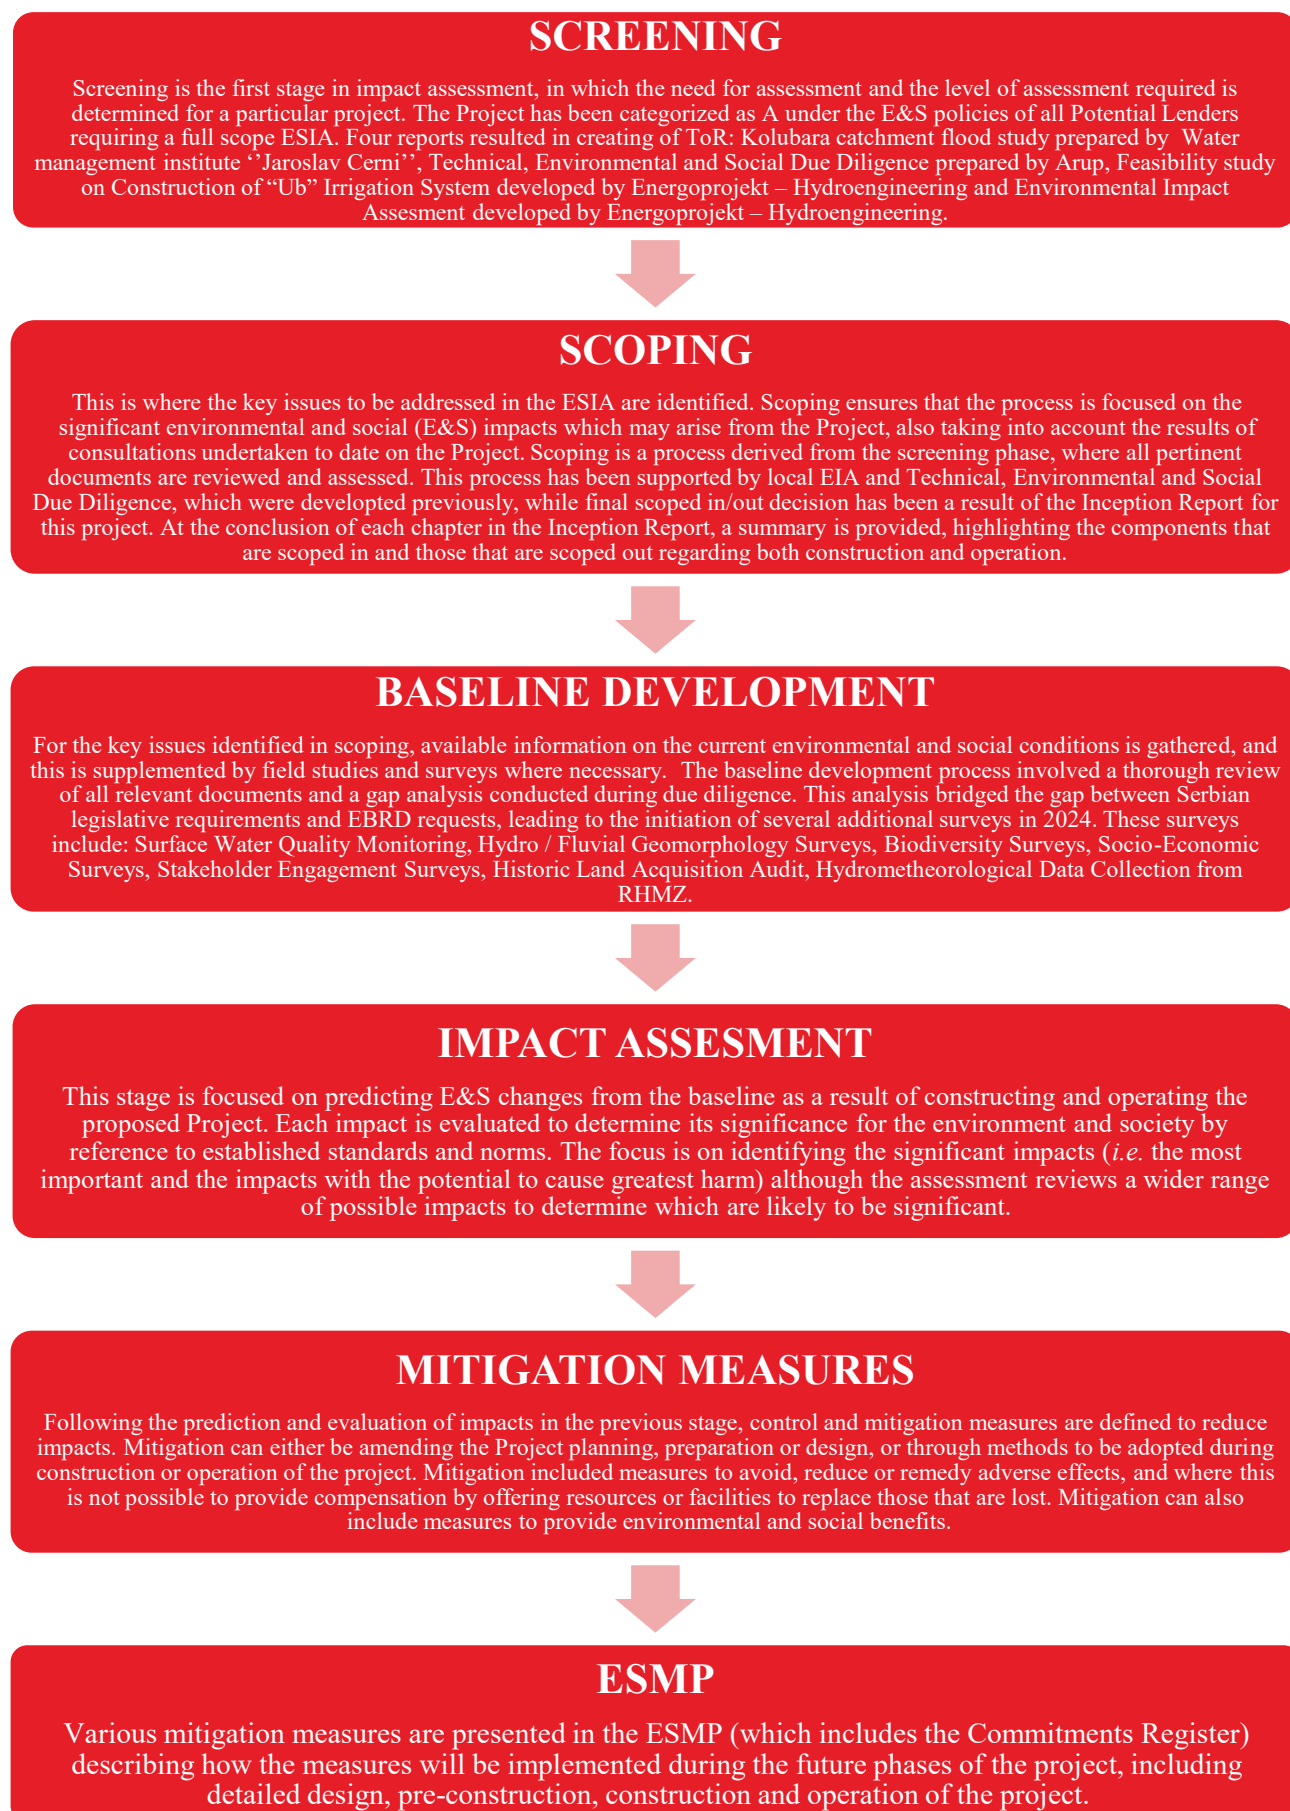 SCREENING
Screening is the first stage in impact assessment, in which the need for assessment and the level of assessment required is
determined for a particular project. The Project has been categorized as A under the E&S policies of all Potential Lenders
requiring a full scope ESIA. Four reports resulted in creating of ToR: Kolubara catchment flood study prepared by  Water
management institute ‘’Jaroslav Cerni’’, Technical, Environmental and Social Due Diligence prepared by Arup, Feasibility study
on Construction of “Ub” Irrigation System developed by Energoprojekt – Hydroengineering and Environmental Impact
Assesment developed by Energoprojekt – Hydroengineering.
SCOPING
This is where the key issues to be addressed in the ESIA are identified. Scoping ensures that the process is focused on the
significant environmental and social (E&S) impacts which may arise from the Project, also taking into account the results of
consultations undertaken to date on the Project. Scoping is a process derived from the screening phase, where all pertinent
documents are reviewed and assessed. This process has been supported by local EIA and Technical, Environmental and Social
Due Diligence, which were developted previously, while final scoped in/out decision has been a result of the Inception Report for
this project. At the conclusion of each chapter in the Inception Report, a summary is provided, highlighting the components that
are scoped in and those that are scoped out regarding both construction and operation.
BASELINE DEVELOPMENT
For the key issues identified in scoping, available information on the current environmental and social conditions is gathered, and
this is supplemented by field studies and surveys where necessary.  The baseline development process involved a thorough review
of all relevant documents and a gap analysis conducted during due diligence. This analysis bridged the gap between Serbian
legislative requirements and EBRD requests, leading to the initiation of several additional surveys in 2024. These surveys
include: Surface Water Quality Monitoring, Hydro / Fluvial Geomorphology Surveys, Biodiversity Surveys, Socio-Economic
Surveys, Stakeholder Engagement Surveys, Historic Land Acquisition Audit, Hydrometheorological Data Collection from
RHMZ.
IMPACT ASSESMENT
This stage is focused on predicting E&S changes from the baseline as a result of constructing and operating the
proposed Project. Each impact is evaluated to determine its significance for the environment and society by
reference to established standards and norms. The focus is on identifying the significant impacts (i.e. the most
important and the impacts with the potential to cause greatest harm) although the assessment reviews a wider range
of possible impacts to determine which are likely to be significant.
MITIGATION MEASURES
Following the prediction and evaluation of impacts in the previous stage, control and mitigation measures are defined to reduce
impacts. Mitigation can either be amending the Project planning, preparation or design, or through methods to be adopted during
construction or operation of the project. Mitigation included measures to avoid, reduce or remedy adverse effects, and where this
is not possible to provide compensation by offering resources or facilities to replace those that are lost. Mitigation can also
include measures to provide environmental and social benefits.
ESMP
Various mitigation measures are presented in the ESMP (which includes the Commitments Register)
describing how the measures will be implemented during the future phases of the project, including
detailed design, pre-construction, construction and operation of the project.